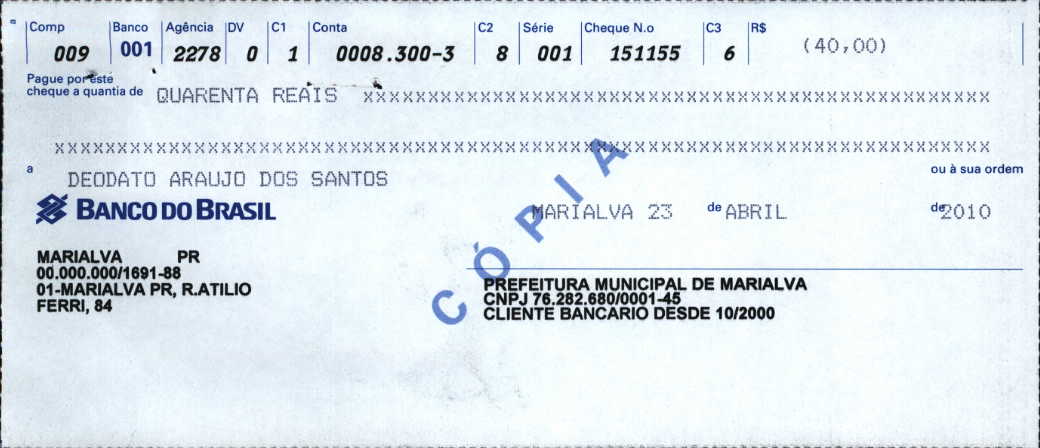 Comp Banco Agência DV C1 Conta C2 Série Cheque N.o C3 R$
009 001 2278 0 1 0008.300-3 8 001 151155 6 (40,00)
Pague por este
cheque a quantia de QUARENTA REAIS XXXXXXXXXXXXXXXXXXXXXXXXXXXXXXXXXXXXXXXXXXXXXXXXXX
XXXXXXXXXXXXXXXXXXXXXXXXXXXXXXXXXXXXXXXXXXXXXXXXXXXXXXXXXXXXXXXXXXXXXXXXXX
a DEODATO ARAUJO DOS SANTOS ou à sua ordem
BANCO DO BRASIL MARIALVA 23 de ABRIL de 2010
CÓPIA
MARIALVA PR
00.000.000/1691-88
01-MARIALVA PR, R.ATILIO
FERRI, 84
PREFEITURA MUNICIPAL DE MARIALVA
CNPJ 76.282.680/0001-45
CLIENTE BANCARIO DESDE 10/2000